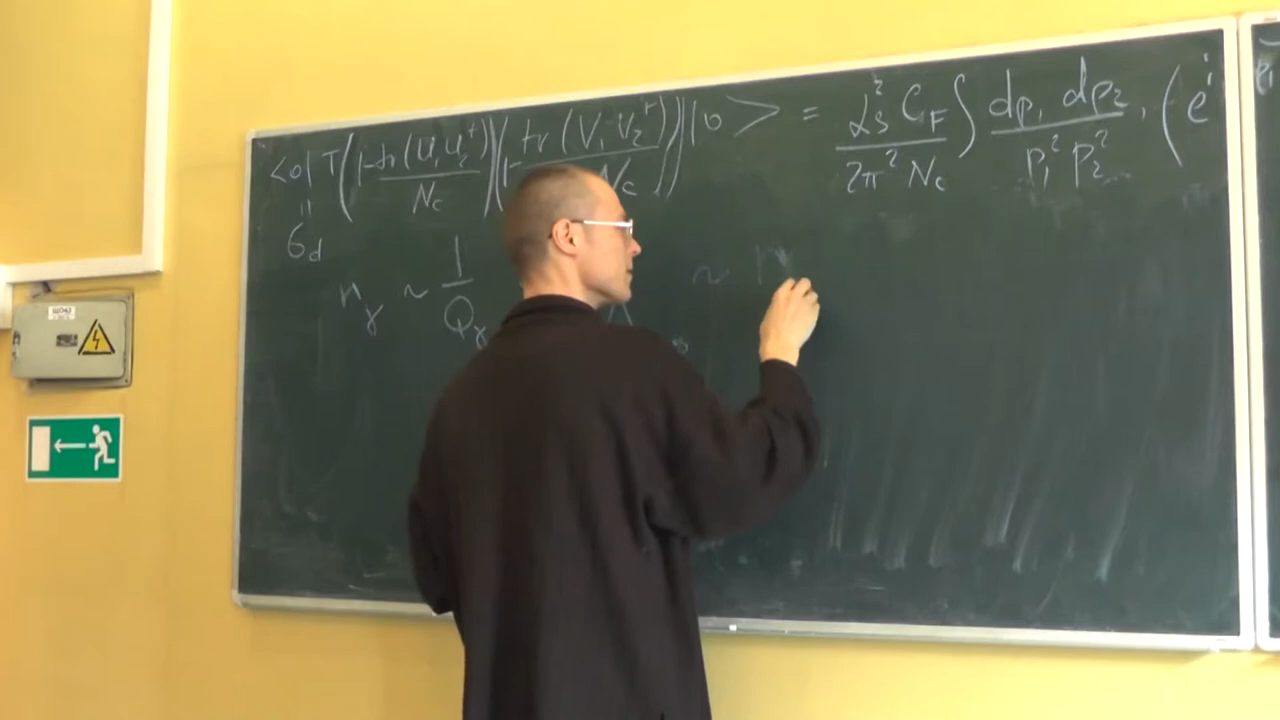 <0| T(1-tr(U₁U₂⁺)/N_c)(1-tr(V₁V₂⁺)/N_c)|0> = α_s² C_F / 2π² N_c ∫ dp₁ dp₂ / p₁² p₂² · (e^i
=
σ_d
r_γ ~ 1/Q_γ ~
ЩО42